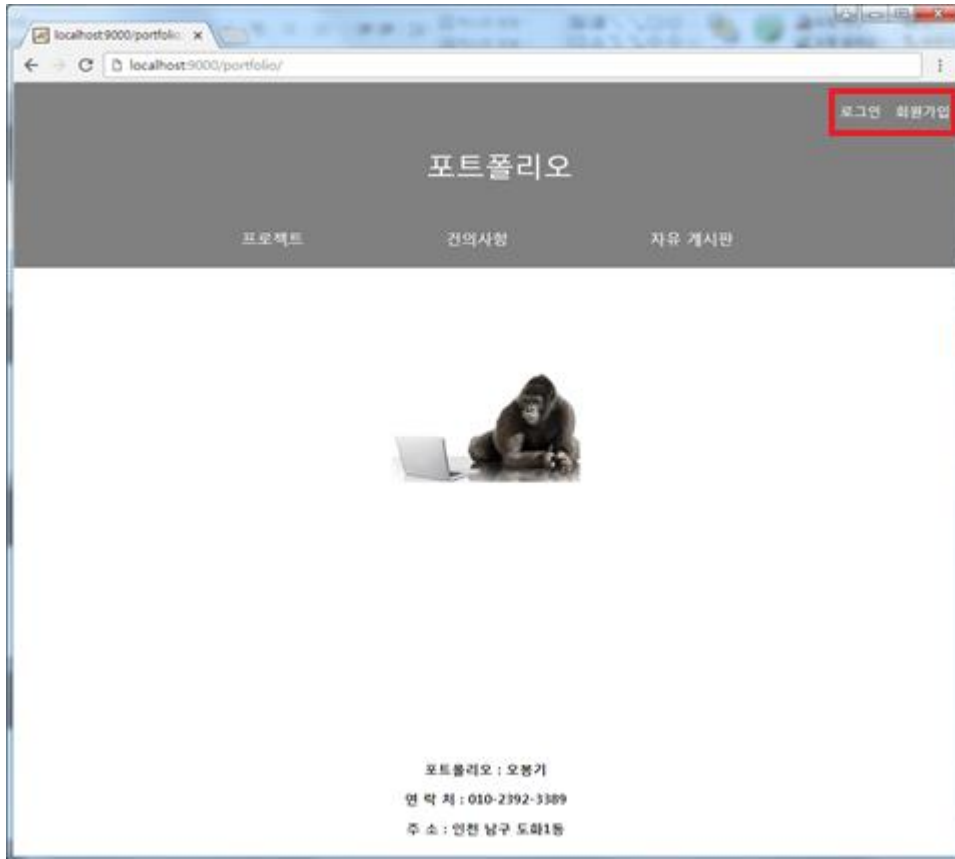 localhost:9000/portfolio
localhost:9000/portfolio/
로그인 회원가입
포트폴리오
프로젝트 건의사항 자유 게시판
포트폴리오 : 오봉기
연 락 처 : 010-2392-3389
주 소 : 인천 남구 도화1동